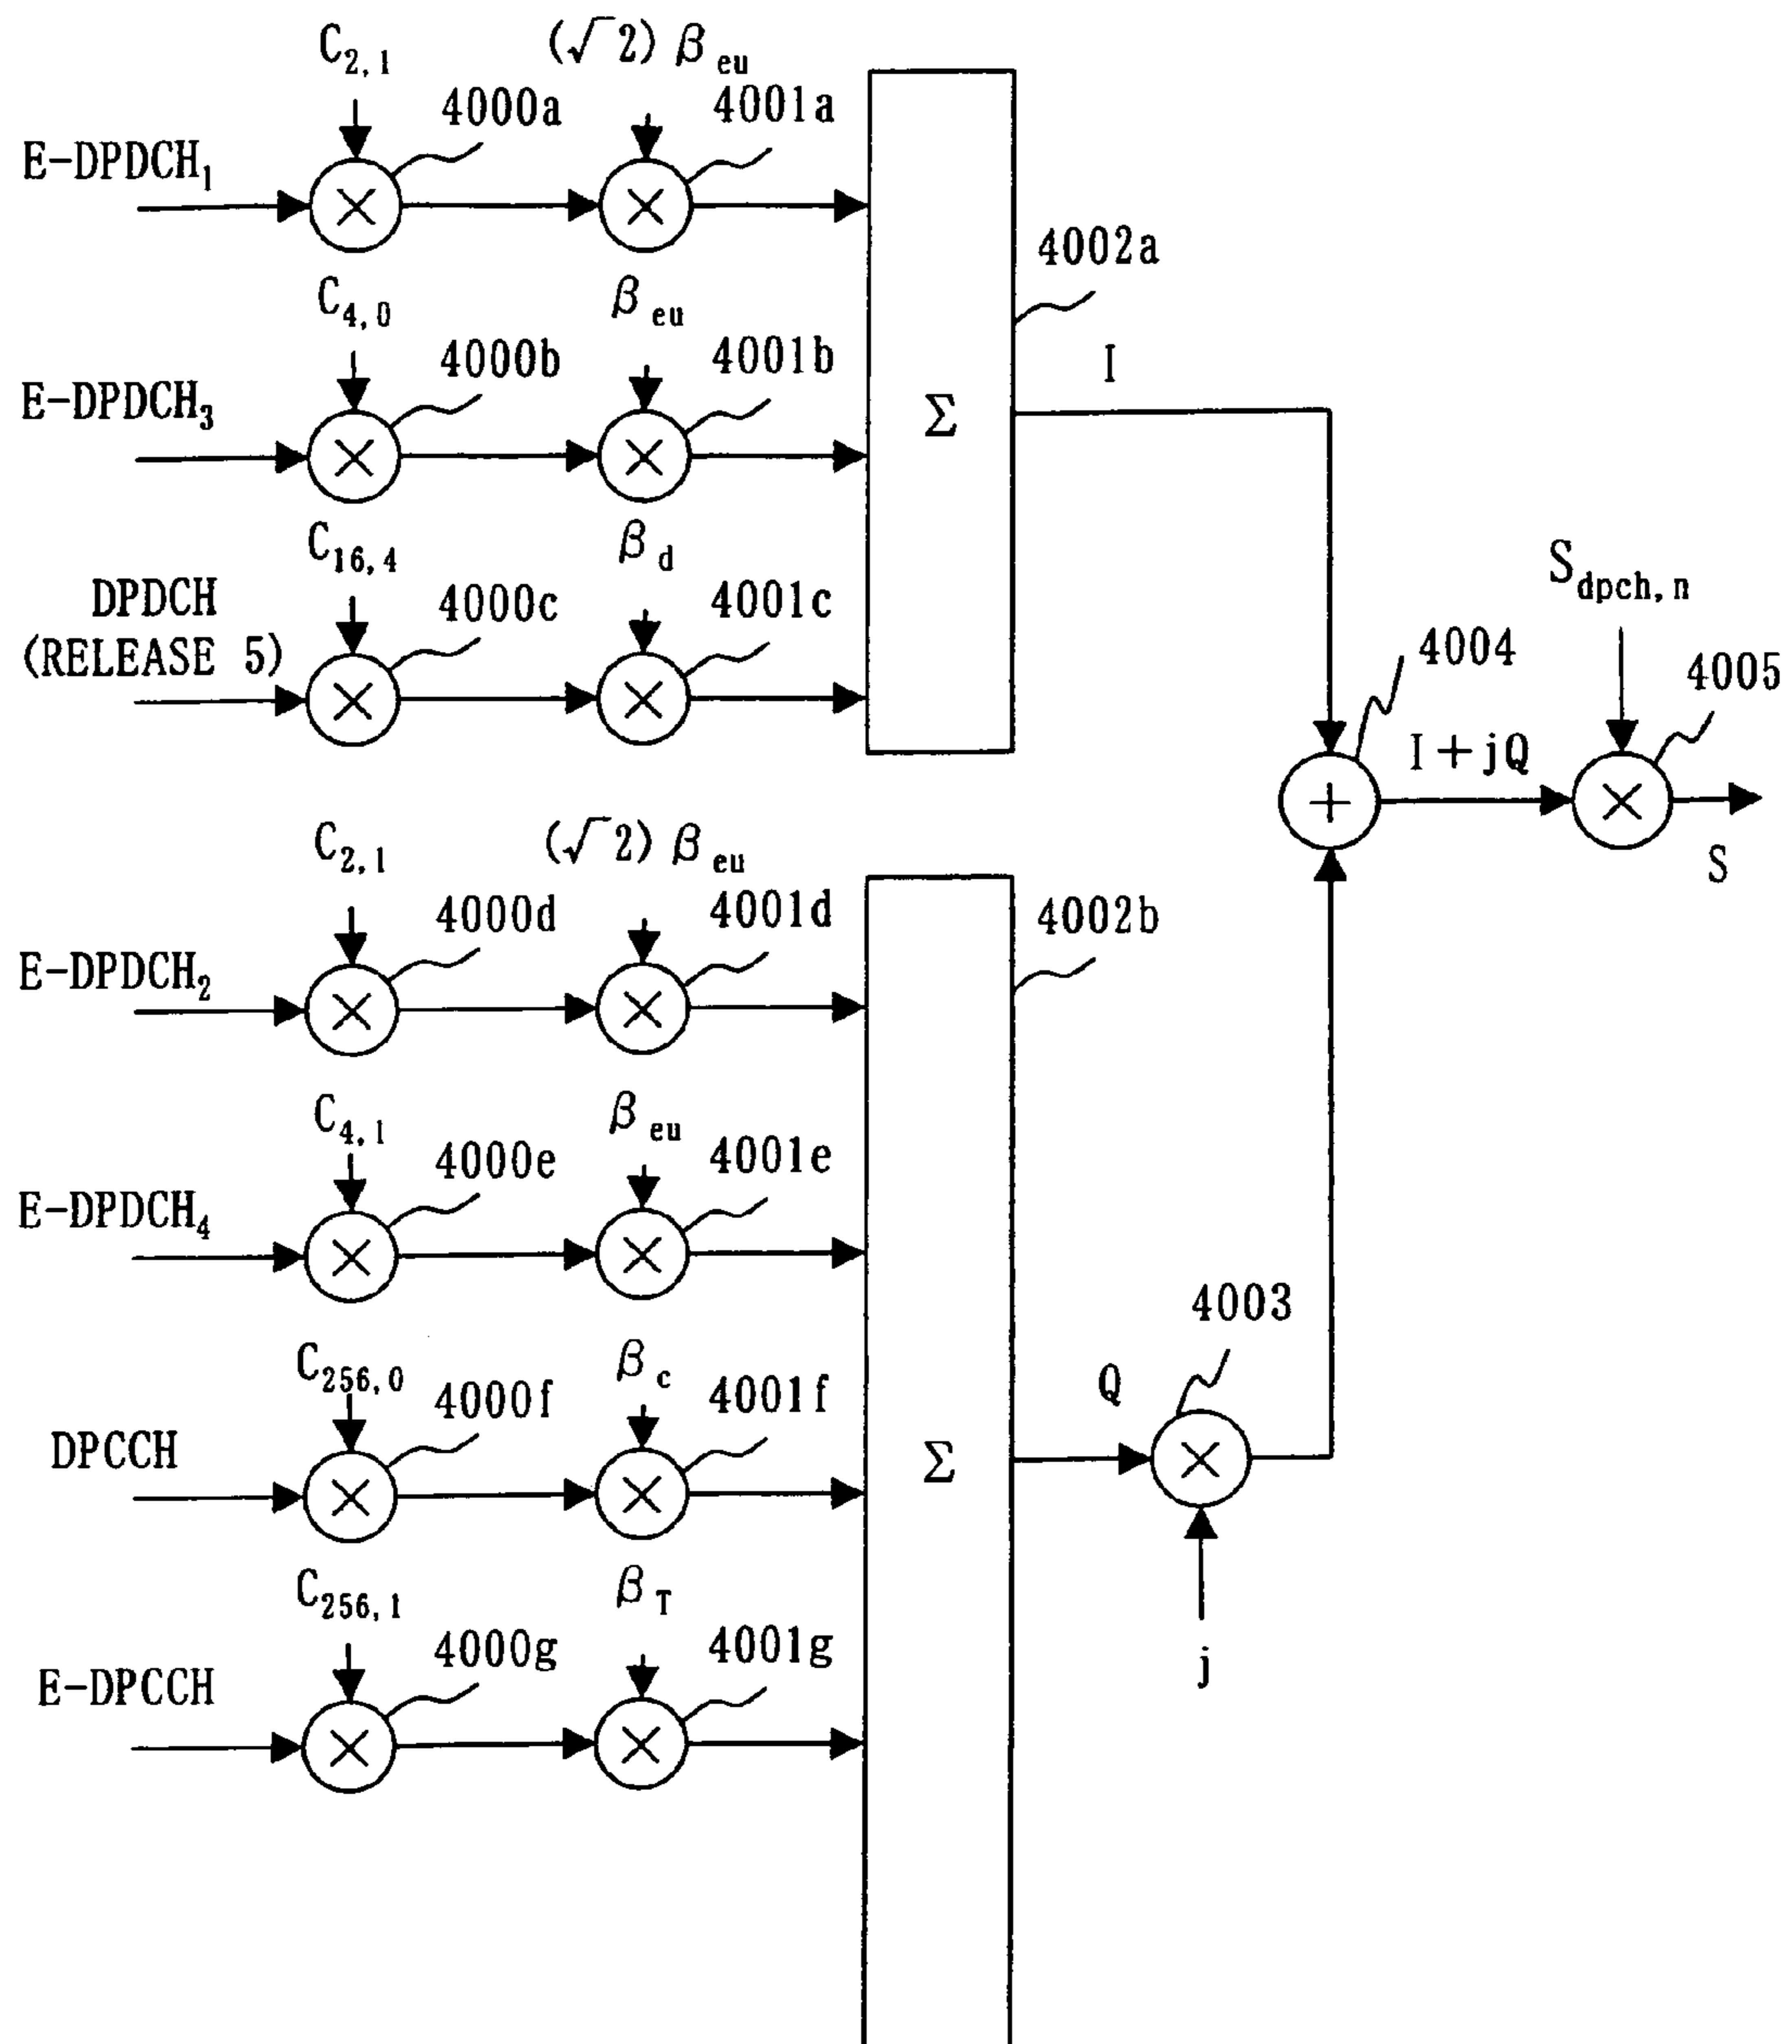 C2,1
(√2) βeu
4000a
4001a
E-DPDCH1
4002a
C4,0
βeu
4000b
4001b
I
E-DPDCH3
Σ
C16,4
βd
4000c
4001c
DPDCH
(RELEASE 5)
Sdpch,n
4004
4005
I+jQ
S
C2,1
(√2) βeu
4000d
4001d
4002b
E-DPDCH2
C4,1
βeu
4000e
4001e
E-DPDCH4
4003
C256,0
βc
4000f
4001f
Q
DPCCH
Σ
C256,1
βT
4000g
4001g
j
E-DPCCH